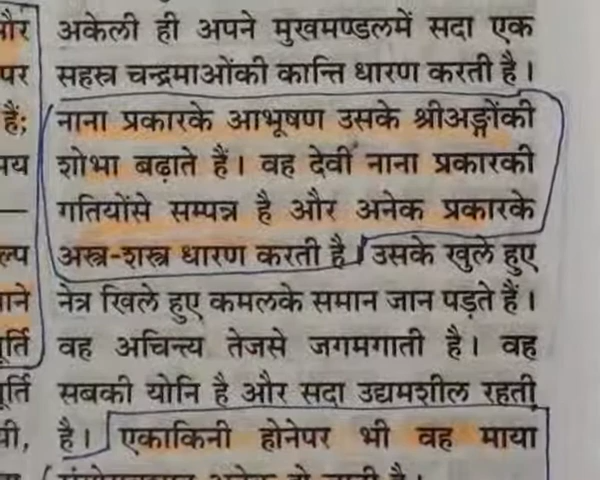 और अकेली ही अपने मुखमण्डलमें सदा एक
पर सहस्र चन्द्रमाओंकी कान्ति धारण करती है।
हैं; नाना प्रकारके आभूषण उसके श्रीअङ्गोंकी
शोभा बढ़ाते हैं। वह देवी नाना प्रकारकी
गतियोंसे सम्पन्न है और अनेक प्रकारके
अस्त्र-शस्त्र धारण करती है। उसके खुले हुए
नेत्र खिले हुए कमलके समान जान पड़ते हैं।
वह अचिन्त्य तेजसे जगमगाती है। वह
सबकी योनि है और सदा उद्यमशील रहती
है। एकाकिनी होनेपर भी वह माया